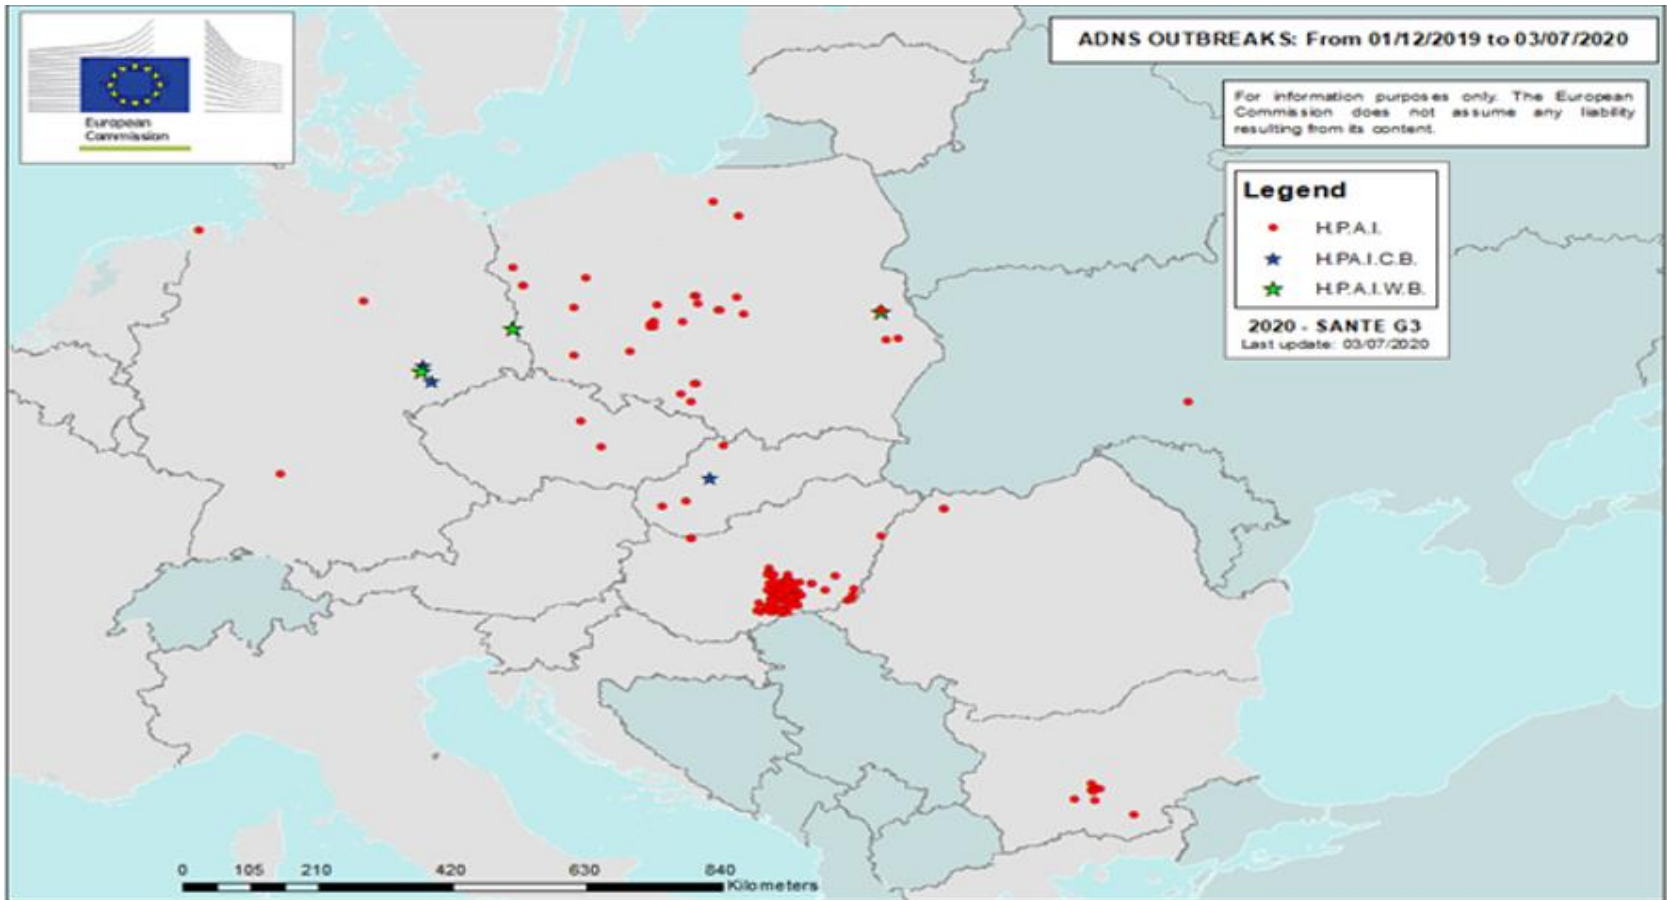 European
Commission
ADNS OUTBREAKS: From 01/12/2019 to 03/07/2020
For information purposes only. The European
Commission does not assume any liability
resulting from its content.
Legend
H.P.A.I.
H.PA.I.C.B.
H.P.A.I.W.B.
2020 - SANTE G3
Last update: 03/07/2020
0 105 210 420 630 840
Kilometers